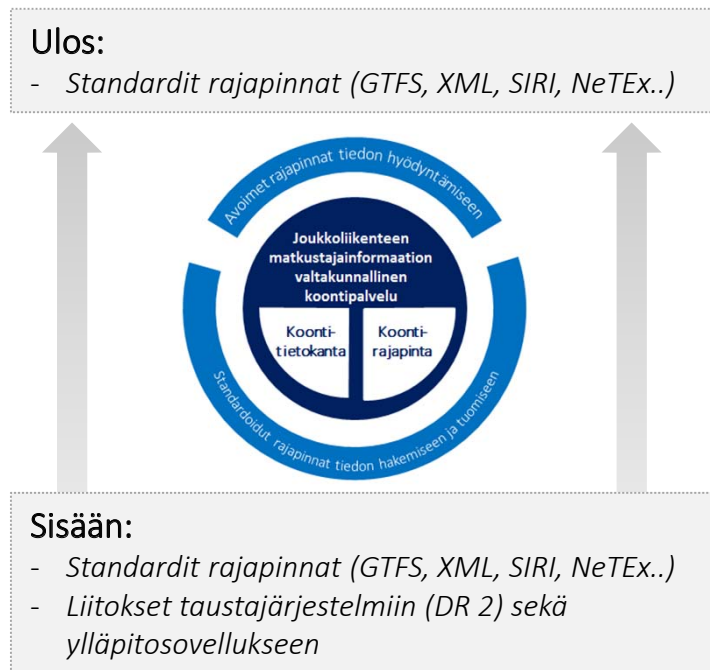 Ulos:
- Standardit rajapinnat (GTFS, XML, SIRI, NeTEx..)
Avoimet rajapinnat tiedon hyödyntämiseen
Joukkoliikenteen
matkustajainformaation
valtakunnallinen
koontipalvelu
Koonti-
tietokanta
Koonti-
rajapinta
Standardoidut rajapinnat tiedon hakemiseen ja tuomiseen
Sisään:
- Standardit rajapinnat (GTFS, XML, SIRI, NeTEx..)
- Liitokset taustajärjestelmiin (DR 2) sekä
ylläpitosovellukseen